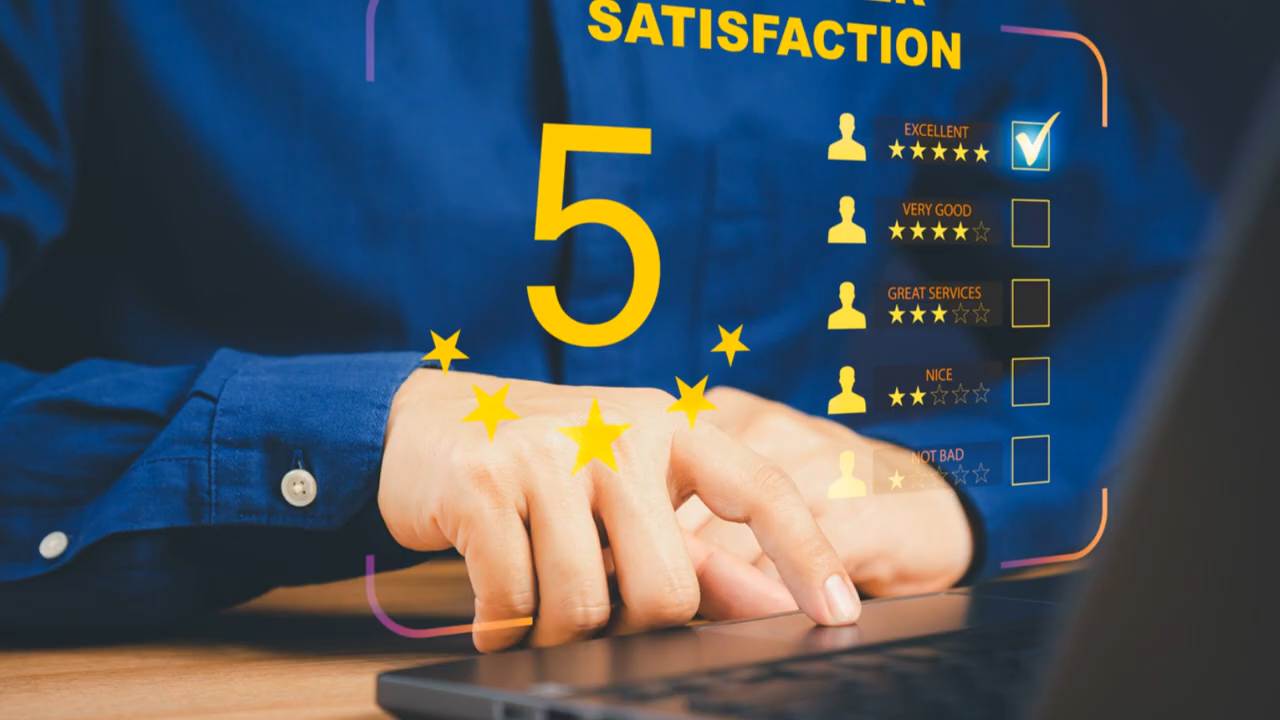 SATISFACTION
5
EXCELLENT
VERY GOOD
GREAT SERVICES
NICE
NOT BAD